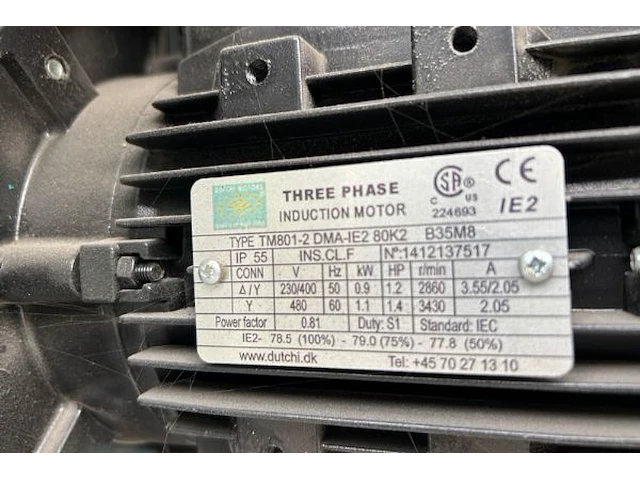 DUTCHI MOTORS
THREE PHASE
INDUCTION MOTOR
SA ®
C US
224693
CE
IE2
TYPE TM801-2 DMA-IE2 80K2 B35M8
IP 55 INS.CL.F Nº:1412137517
CONN V Hz kW HP r/min A
Δ/Y 230/400 50 0.9 1.2 2860 3.55/2.05
Y 480 60 1.1 1.4 3430 2.05
Power factor 0.81 Duty: S1 Standard: IEC
IE2- 78.5 (100%) - 79.0 (75%) - 77.8 (50%)
www.dutchi.dk Tel: +45 70 27 13 10